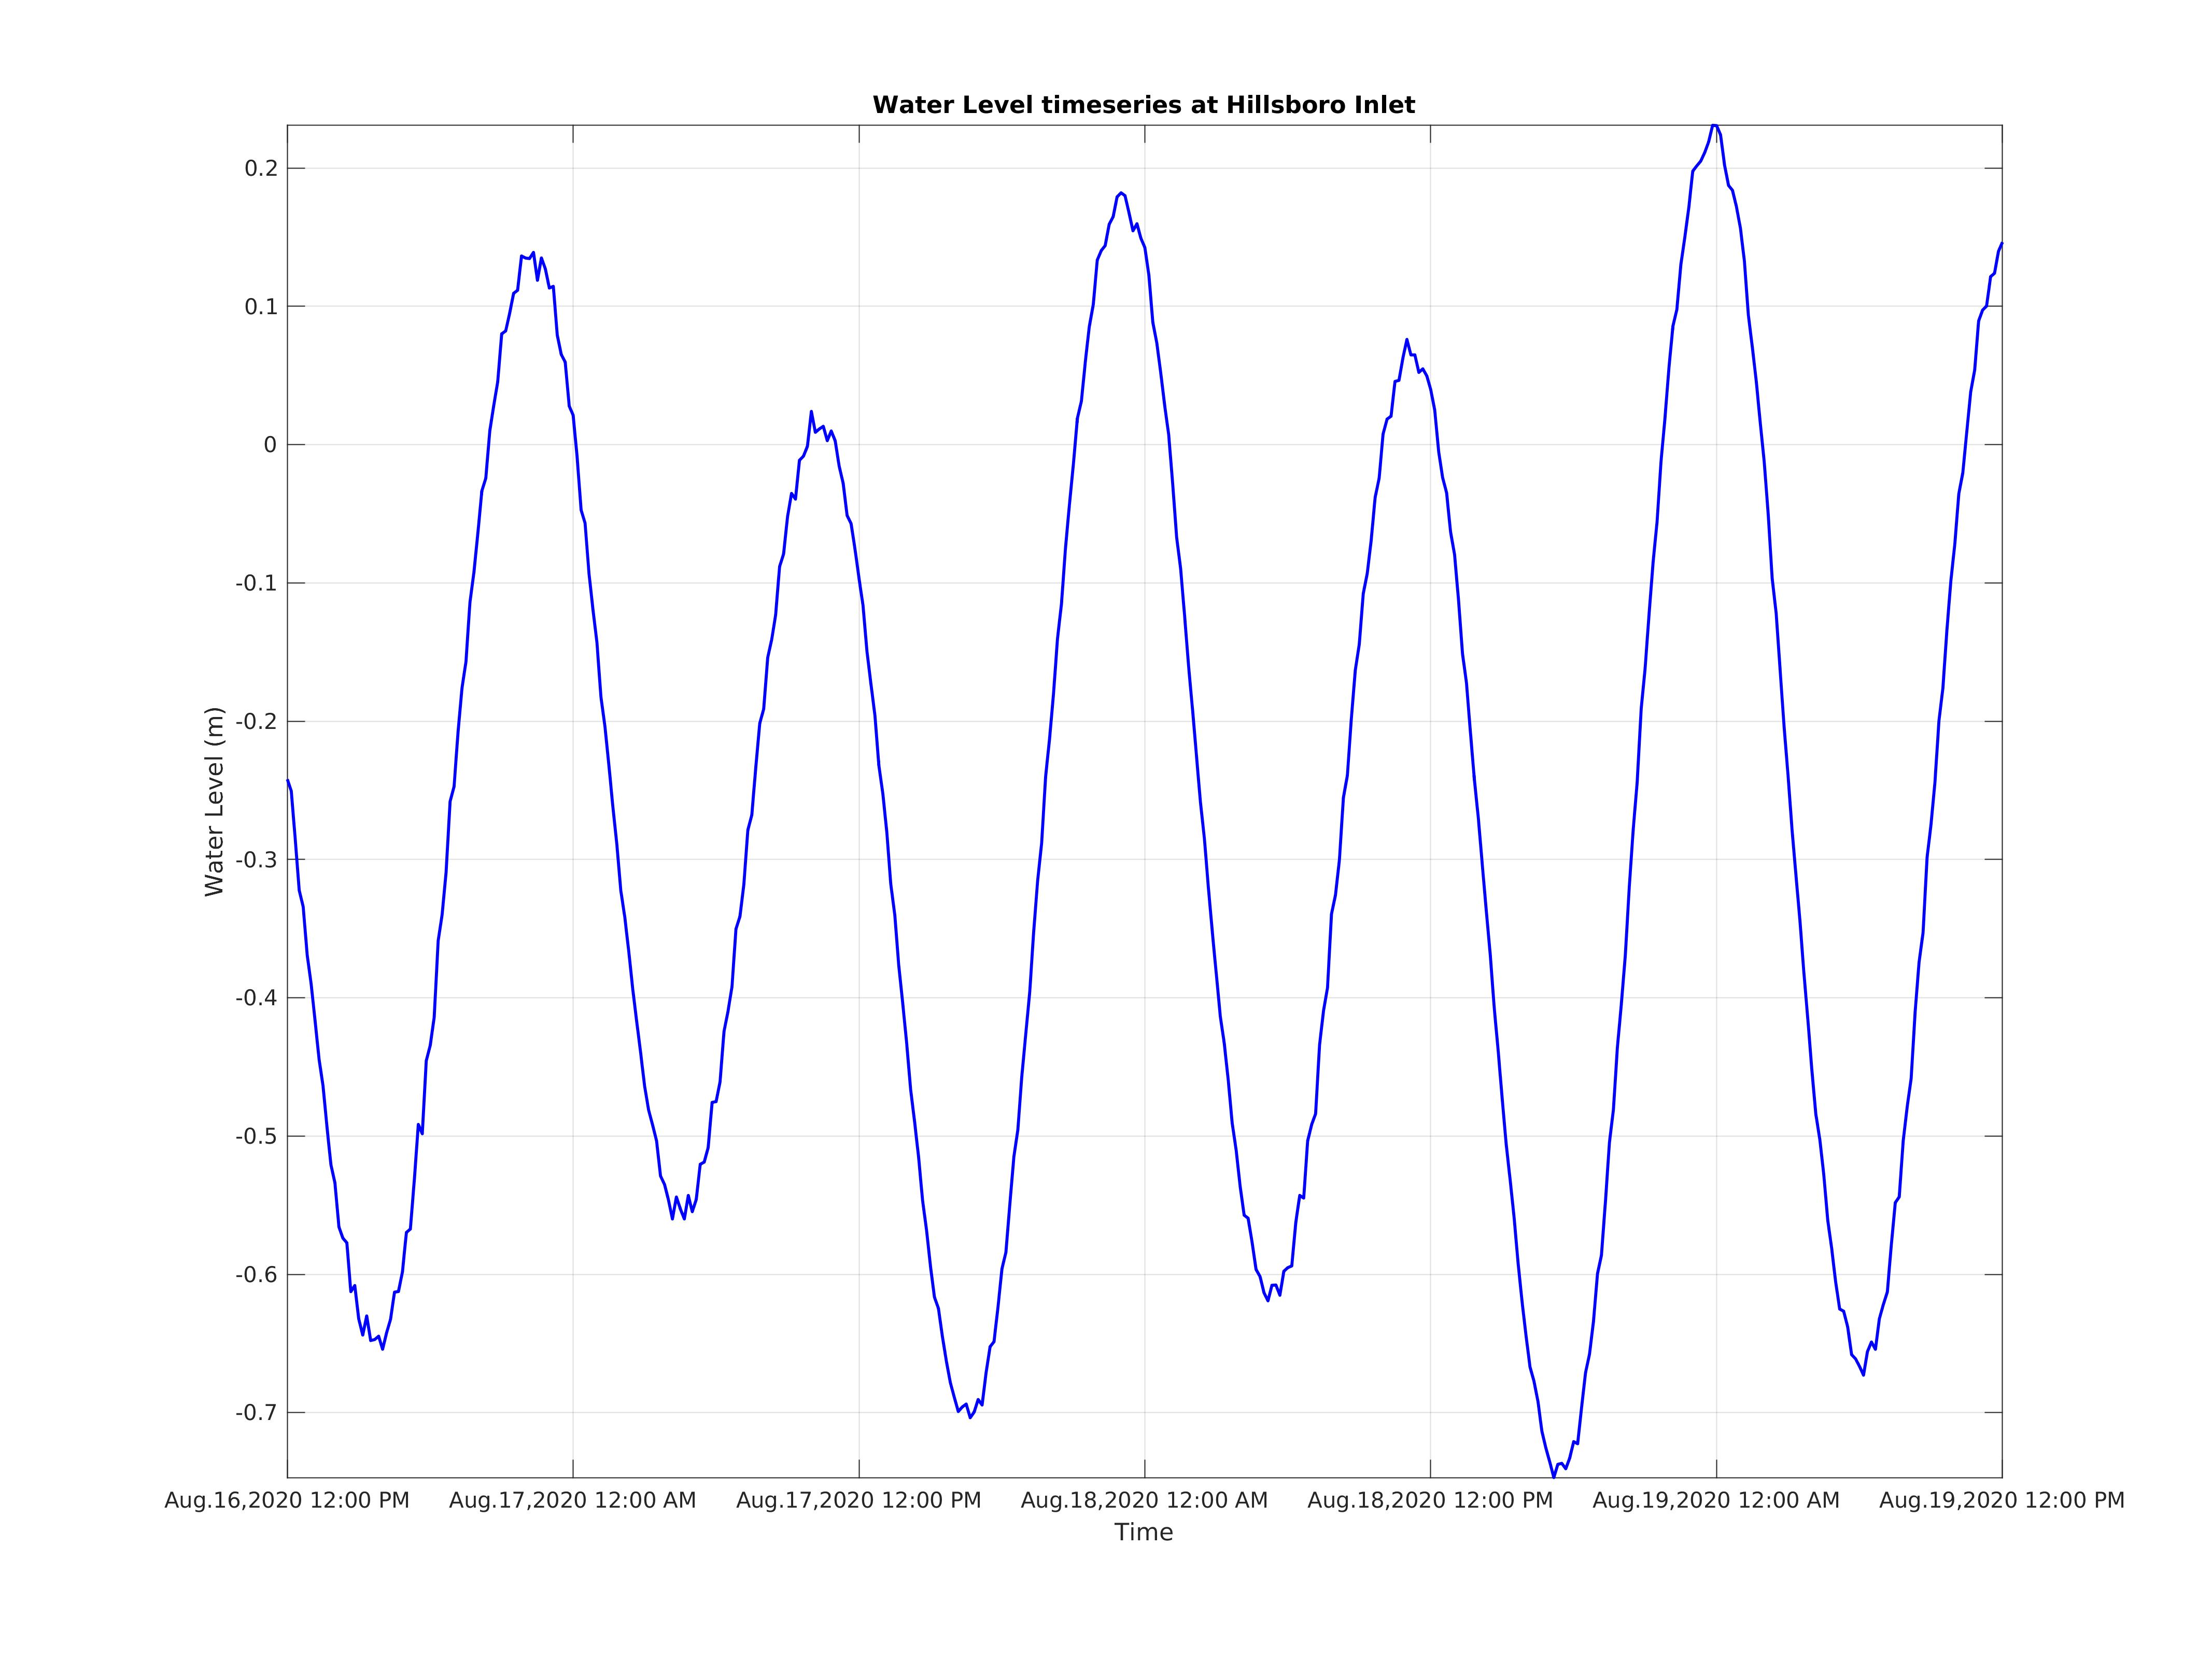 Water Level timeseries at Hillsboro Inlet
0.2
0.1
0
-0.1
-0.2
-0.3
-0.4
-0.5
-0.6
-0.7
Water Level (m)
Aug.16,2020 12:00 PM
Aug.17,2020 12:00 AM
Aug.17,2020 12:00 PM
Aug.18,2020 12:00 AM
Aug.18,2020 12:00 PM
Aug.19,2020 12:00 AM
Aug.19,2020 12:00 PM
Time